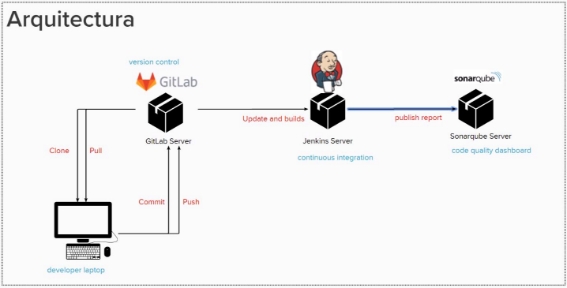 Arquitectura
version control
GitLab
GitLab Server
Clone
Pull
Commit
Push
developer laptop
Update and builds
Jenkins Server
continuous integration
publish report
sonarqube
Sonarqube Server
code quality dashboard